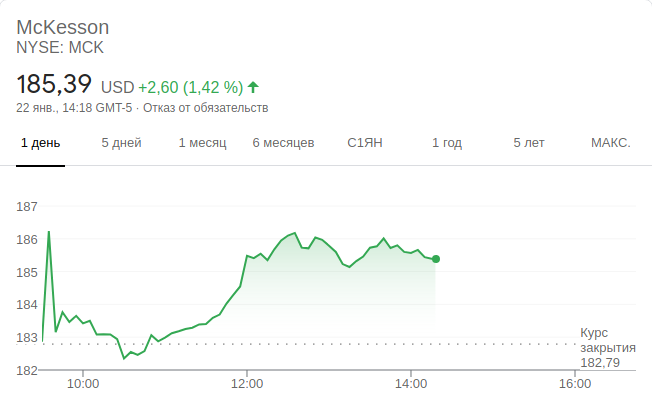 McKesson
NYSE: MCK
185,39 USD +2,60 (1,42 %)
22 янв., 14:18 GMT-5 · Отказ от обязательств
1 день 5 дней 1 месяц 6 месяцев С1ЯН 1 год 5 лет МАКС.
187
186
185
184
183
182
Курс
закрытия
182,79
10:00 12:00 14:00 16:00